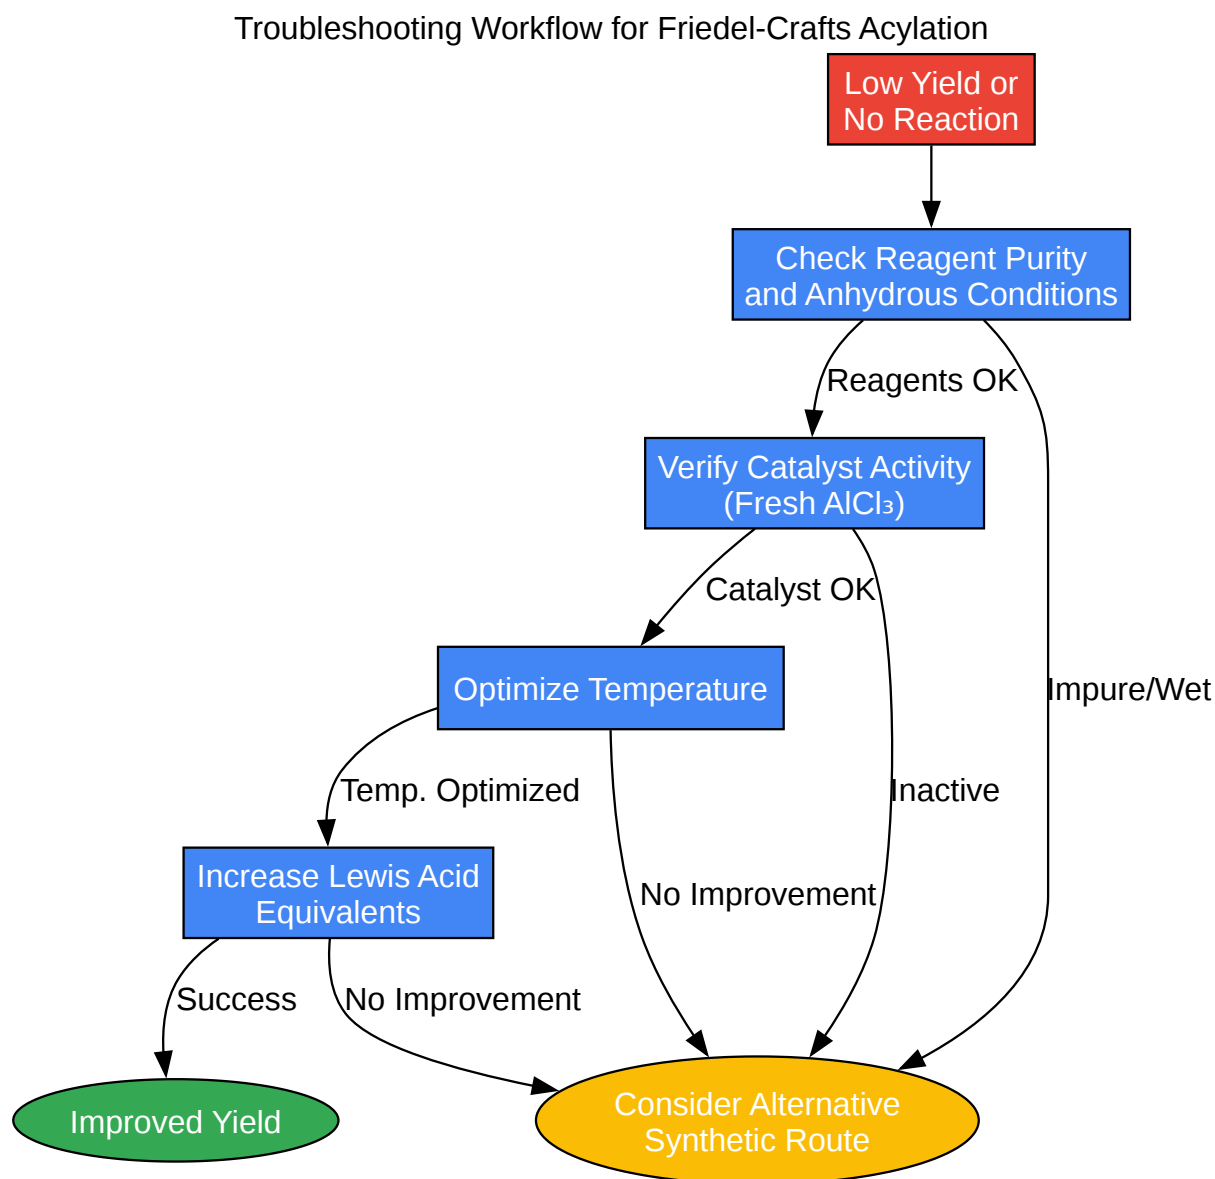 Troubleshooting Workflow for Friedel-Crafts Acylation
Low Yield or
No Reaction
Check Reagent Purity
and Anhydrous Conditions
Reagents OK
Verify Catalyst Activity
(Fresh AlCl₃)
Catalyst OK
Optimize Temperature
Impure/Wet
Temp. Optimized
Inactive
Increase Lewis Acid
Equivalents
No Improvement
Success
No Improvement
Improved Yield
Consider Alternative
Synthetic Route